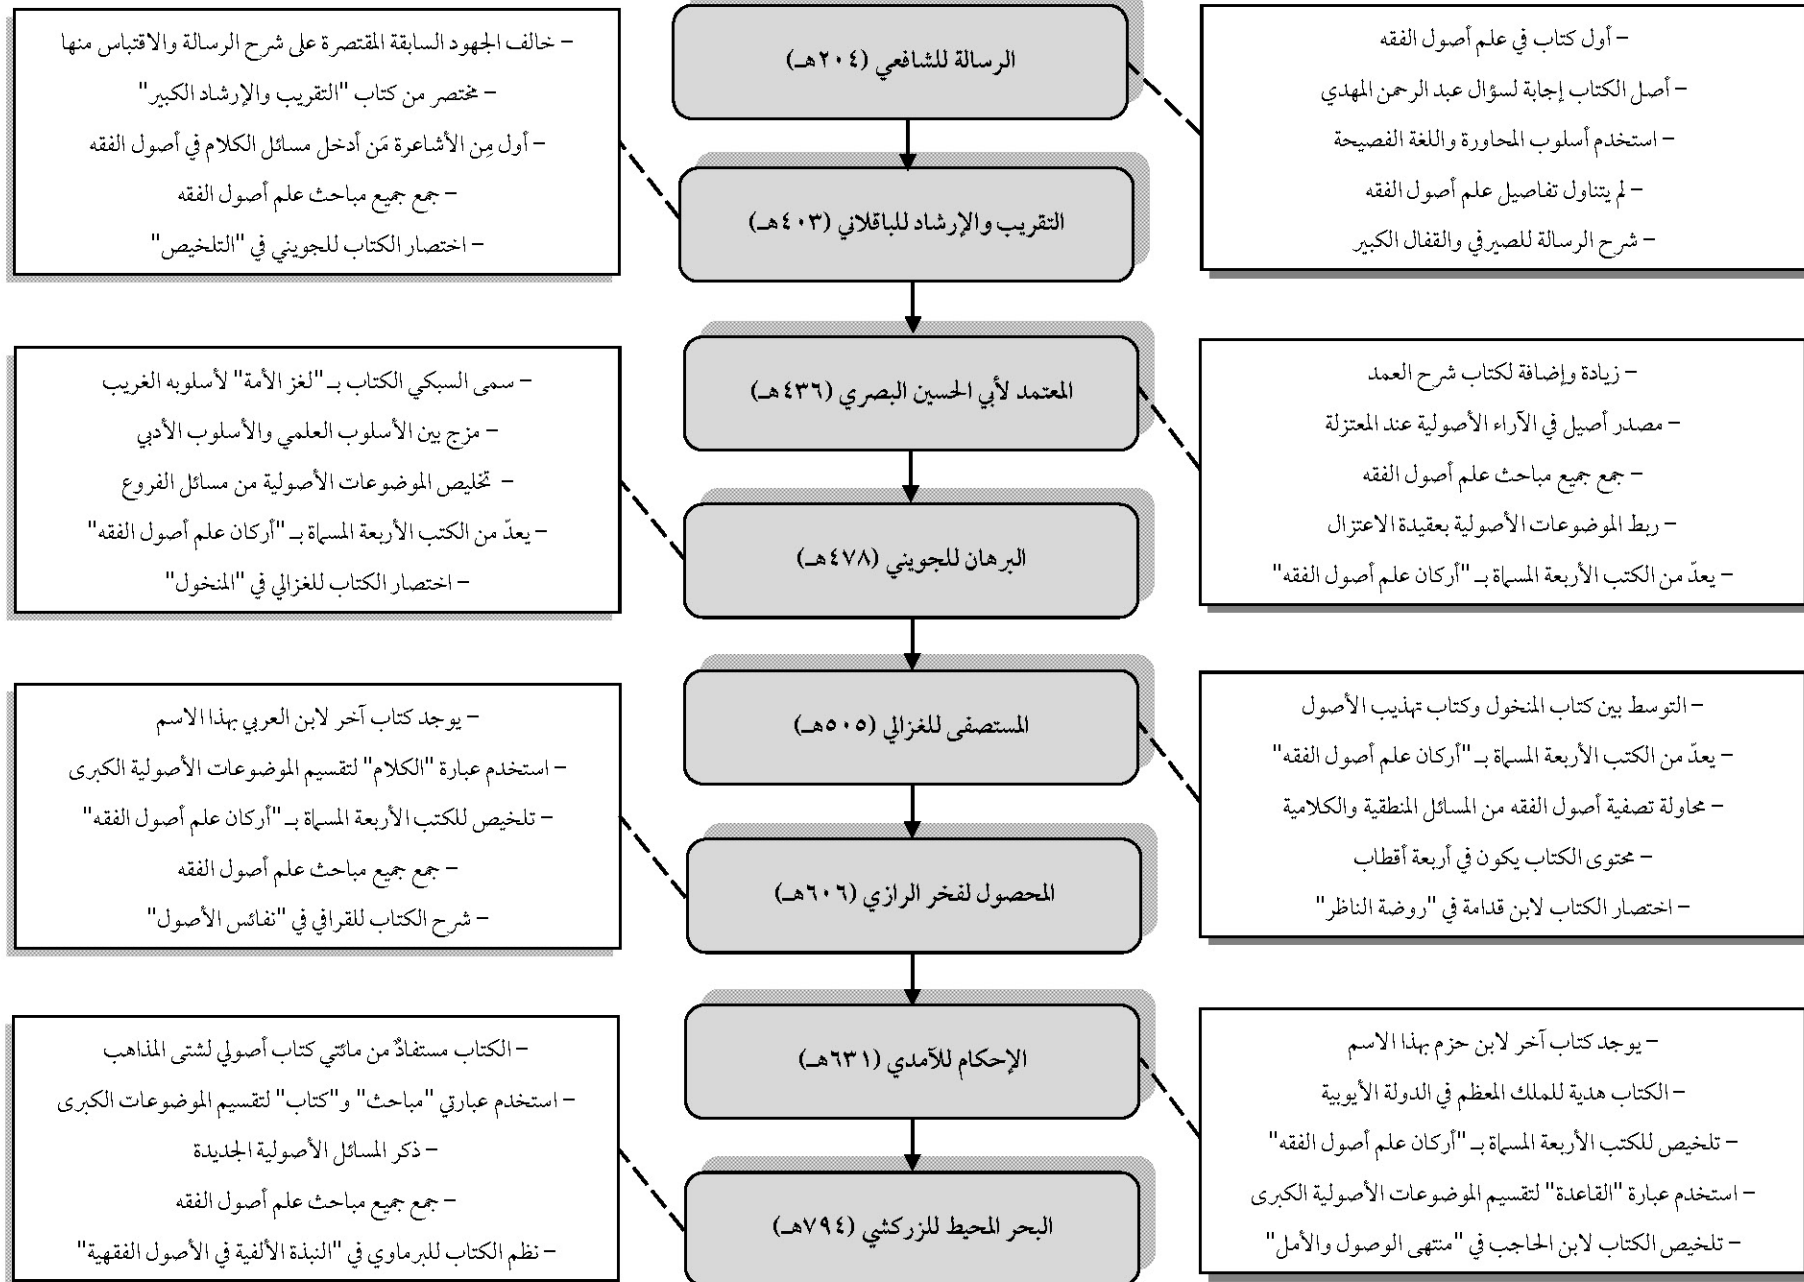 الرسالة للشافعي (٢٠٤هـ)
– أول كتاب في علم أصول الفقه
– أصل الكتاب إجابة لسؤال عبد الرحمن المهدي
– استخدم أسلوب المحاورة واللغة الفصيحة
– لم يتناول تفاصيل علم أصول الفقه
– شرح الرسالة للصيرفي والقفال الكبير
التقريب والإرشاد للباقلاني (٤٠٣هـ)
– خالف الجهود السابقة المقتصرة على شرح الرسالة والاقتباس منها
– مختصر من كتاب "التقريب والإرشاد الكبير"
– أول مِن الأشاعرة مَن أدخل مسائل الكلام في أصول الفقه
– جمع جميع مباحث علم أصول الفقه
– اختصار الكتاب للجويني في "التلخيص"
المعتمد لأبي الحسين البصري (٤٣٦هـ)
– زيادة وإضافة لكتاب شرح العمد
– مصدر أصيل في الآراء الأصولية عند المعتزلة
– جمع جميع مباحث علم أصول الفقه
– ربط الموضوعات الأصولية بعقيدة الاعتزال
– يعدّ من الكتب الأربعة المسماة بـ "أركان علم أصول الفقه"
البرهان للجويني (٤٧٨هـ)
– سمى السبكي الكتاب بـ "لغز الأمة" لأسلوبه الغريب
– مزج بين الأسلوب العلمي والأسلوب الأدبي
– تخليص الموضوعات الأصولية من مسائل الفروع
– يعدّ من الكتب الأربعة المسماة بـ "أركان علم أصول الفقه"
– اختصار الكتاب للغزالي في "المنخول"
المستصفى للغزالي (٥٠٥هـ)
– التوسط بين كتاب المنخول وكتاب تهذيب الأصول
– يعدّ من الكتب الأربعة المسماة بـ "أركان علم أصول الفقه"
– محاولة تصفية أصول الفقه من المسائل المنطقية والكلامية
– محتوى الكتاب يكون في أربعة أقطاب
– اختصار الكتاب لابن قدامة في "روضة الناظر"
المحصول لفخر الرازي (٦٠٦هـ)
– يوجد كتاب آخر لابن العربي بهذا الاسم
– استخدم عبارة "الكلام" لتقسيم الموضوعات الأصولية الكبرى
– تلخيص للكتب الأربعة المسماة بـ "أركان علم أصول الفقه"
– جمع جميع مباحث علم أصول الفقه
– شرح الكتاب للقرافي في "نفائس الأصول"
الإحكام للآمدي (٦٣١هـ)
– يوجد كتاب آخر لابن حزم بهذا الاسم
– الكتاب هدية للملك المعظم في الدولة الأيوبية
– تلخيص للكتب الأربعة المسماة بـ "أركان علم أصول الفقه"
– استخدم عبارة "القاعدة" لتقسيم الموضوعات الأصولية الكبرى
– تلخيص الكتاب لابن الحاجب في "منتهى الوصول والأمل"
البحر المحيط للزركشي (٧٩٤هـ)
– الكتاب مستفادٌ من مائتي كتاب أصولي لشتى المذاهب
– استخدم عبارتي "مباحث" و"كتاب" لتقسيم الموضوعات الكبرى
– ذكر المسائل الأصولية الجديدة
– جمع جميع مباحث علم أصول الفقه
– نظم الكتاب للبرماوي في "النبذة الألفية في الأصول الفقهية"